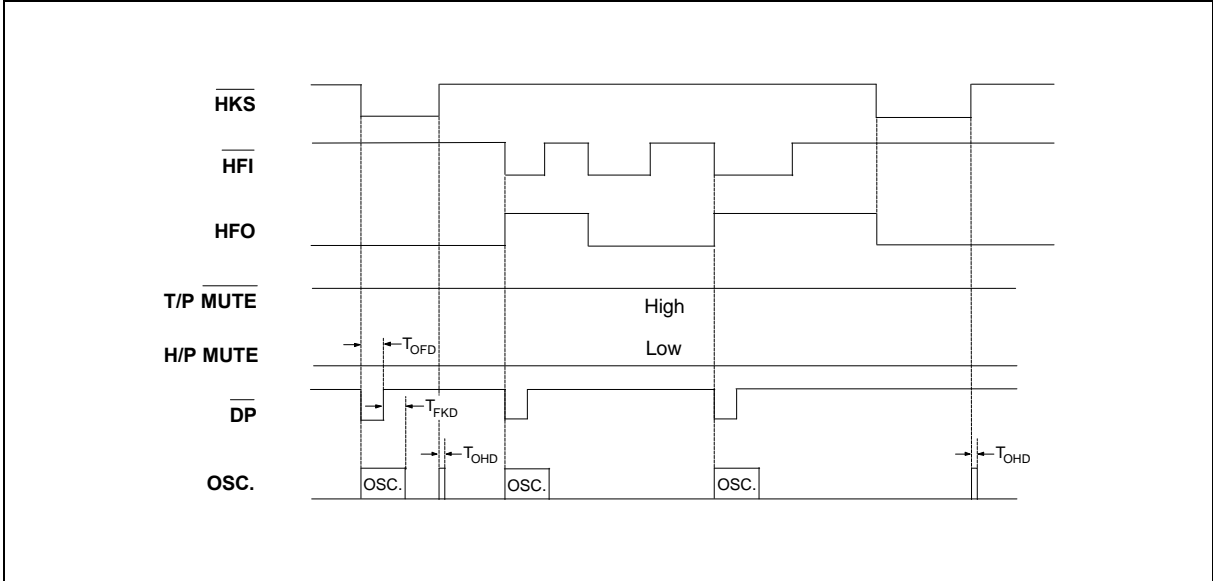 HKS
HFI
HFO
T/P MUTE
High
H/P MUTE
Low
TOFD
DP
TFKD
TOHD
TOHD
OSC.
OSC.
OSC.
OSC.